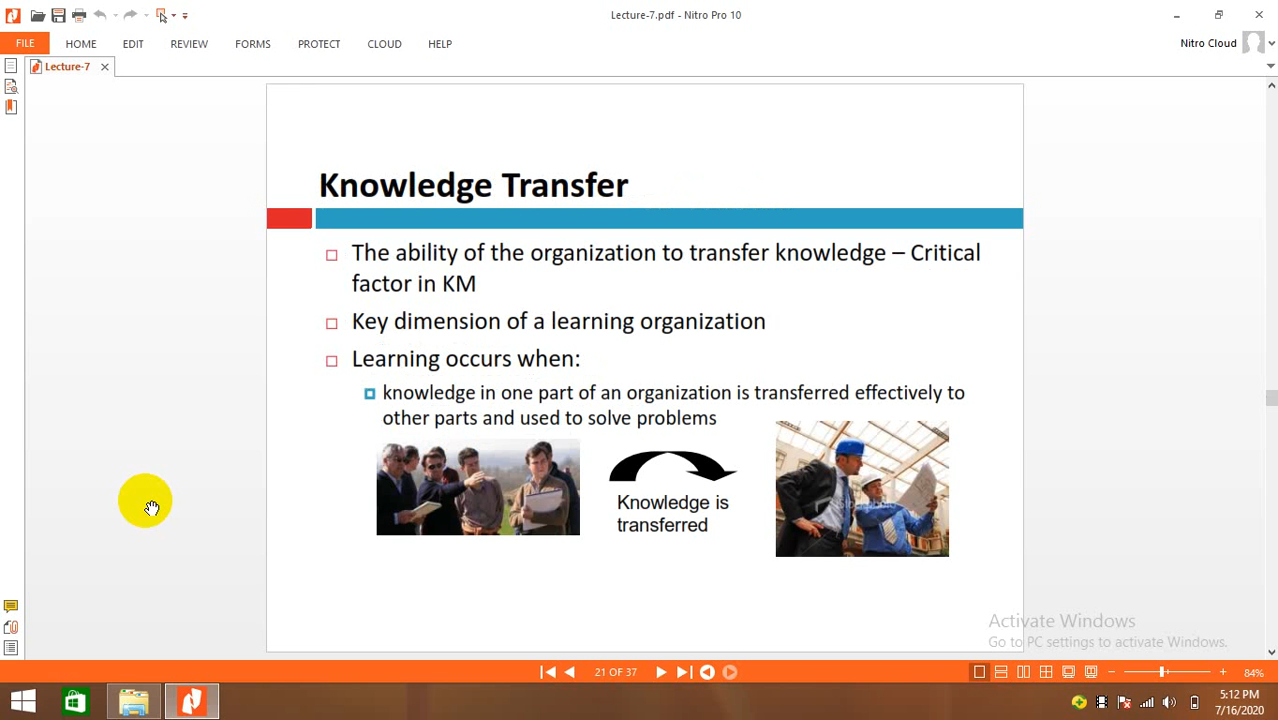 Lecture-7.pdf - Nitro Pro 10
FILE HOME EDIT REVIEW FORMS PROTECT CLOUD HELP
Nitro Cloud
Lecture-7
Knowledge Transfer
The ability of the organization to transfer knowledge – Critical
factor in KM
Key dimension of a learning organization
Learning occurs when:
knowledge in one part of an organization is transferred effectively to
other parts and used to solve problems
Knowledge is
transferred
Activate Windows
Go to PC settings to activate Windows.
21 OF 37
84%
5:12 PM
7/16/2020